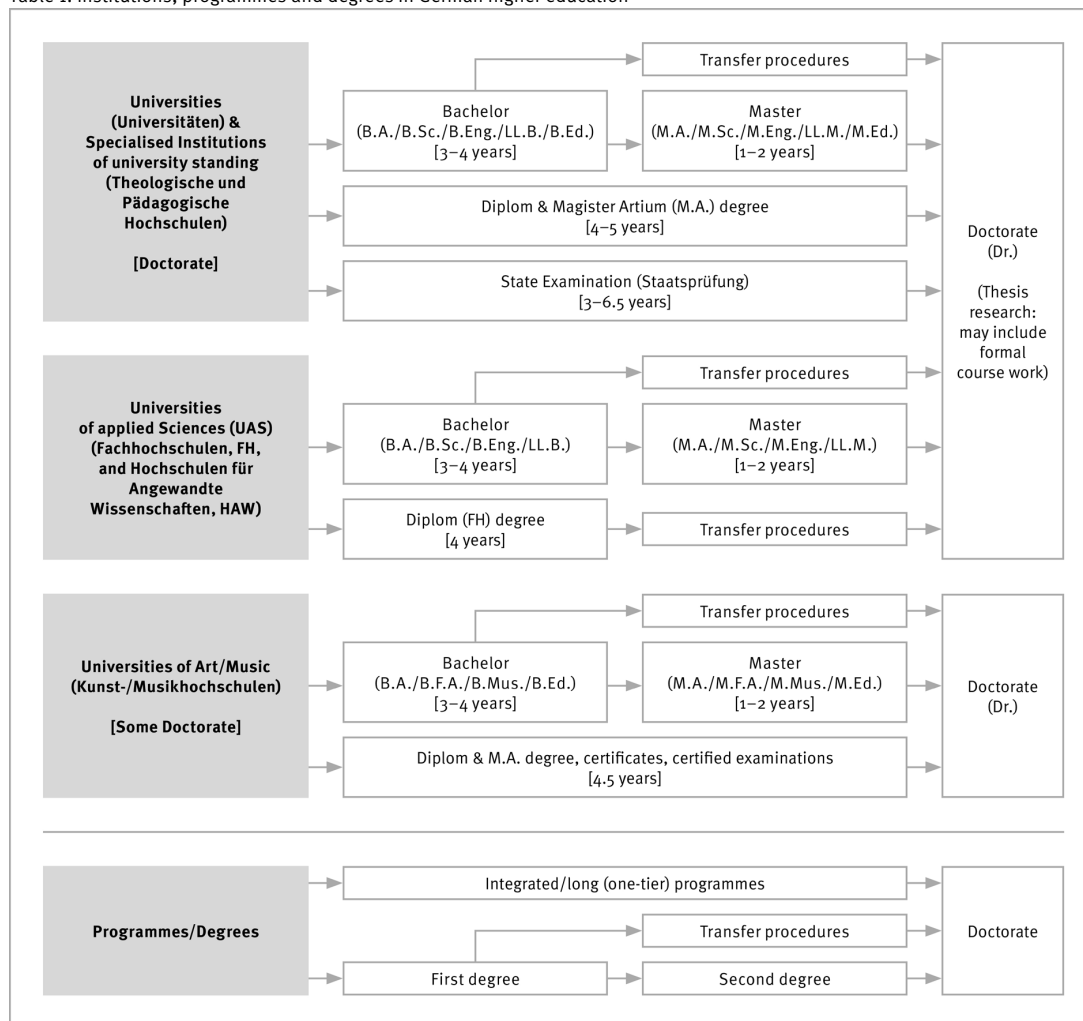 Table 1: Institutions, programmes and degrees in German higher education
Universities
(Universitäten) &
Specialised Institutions
of university standing
(Theologische und
Pädagogische
Hochschulen)
[Doctorate]
Transfer procedures
Bachelor
(B.A./B.Sc./B.Eng./LL.B./B.Ed.)
[3–4 years]
Master
(M.A./M.Sc./M.Eng./LL.M./M.Ed.)
[1–2 years]
Diplom & Magister Artium (M.A.) degree
[4–5 years]
State Examination (Staatsprüfung)
[3–6.5 years]
Doctorate
(Dr.)
(Thesis
research:
may include
formal
course work)
Universities
of applied Sciences (UAS)
(Fachhochschulen, FH,
and Hochschulen für
Angewandte
Wissenschaften, HAW)
Transfer procedures
Bachelor
(B.A./B.Sc./B.Eng./LL.B.)
[3–4 years]
Master
(M.A./M.Sc./M.Eng./LL.M.)
[1–2 years]
Diplom (FH) degree
[4 years]
Transfer procedures
Universities of Art/Music
(Kunst-/Musikhochschulen)
[Some Doctorate]
Transfer procedures
Bachelor
(B.A./B.F.A./B.Mus./B.Ed.)
[3–4 years]
Master
(M.A./M.F.A./M.Mus./M.Ed.)
[1–2 years]
Diplom & M.A. degree, certificates, certified examinations
[4.5 years]
Doctorate
(Dr.)
Programmes/Degrees
Integrated/long (one-tier) programmes
Transfer procedures
First degree
Second degree
Doctorate